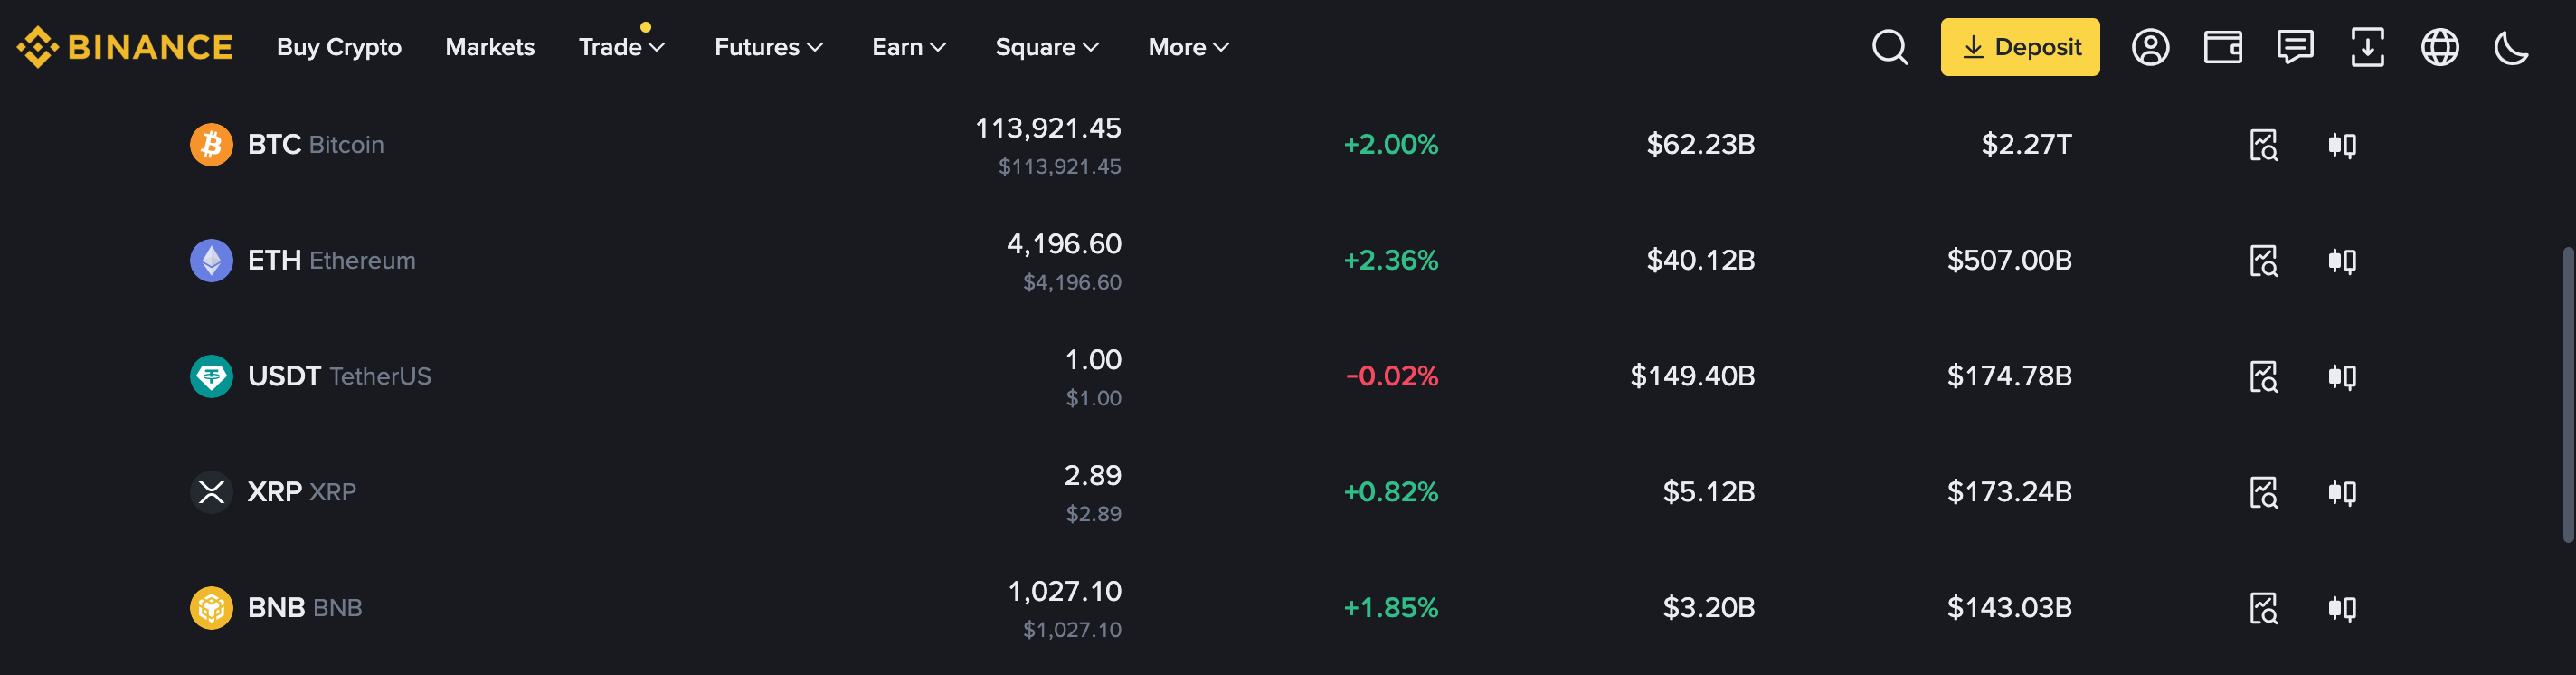 BINANCE Buy Crypto Markets Trade Futures Earn Square More Deposit
BTC Bitcoin 113,921.45 +2.00% $62.23B $2.27T
$113,921.45
ETH Ethereum 4,196.60 +2.36% $40.12B $507.00B
$4,196.60
USDT TetherUS 1.00 -0.02% $149.40B $174.78B
$1.00
XRP XRP 2.89 +0.82% $5.12B $173.24B
$2.89
BNB BNB 1,027.10 +1.85% $3.20B $143.03B
$1,027.10